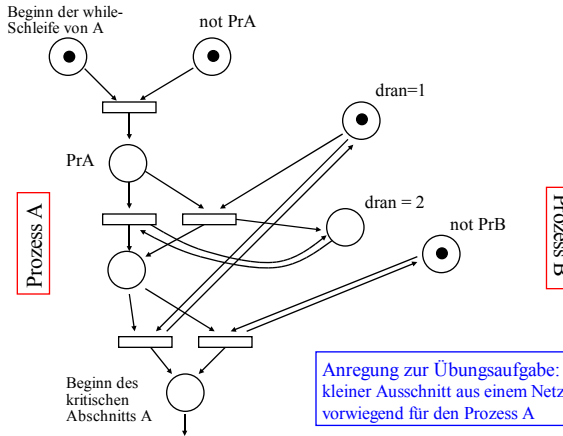 Beginn der while-
Schleife von A
not PrA
dran=1
PrA
dran = 2
not PrB
Prozess A
Prozess B
Beginn des
kritischen
Abschnitts A
Anregung zur Übungsaufgabe:
kleiner Ausschnitt aus einem Netz
vorwiegend für den Prozess A